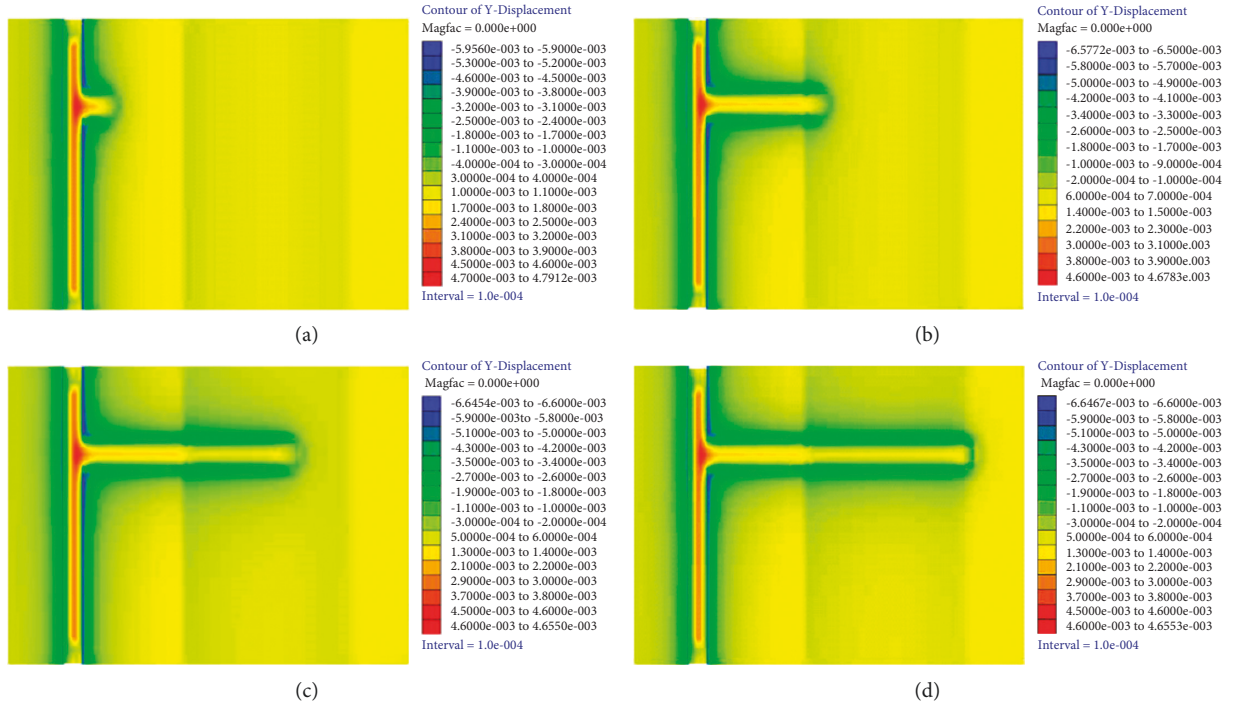 Contour of Y-Displacement
Magfac = 0.000e+000
-5.9560e-003 to -5.9000e-003
-5.3000e-003 to -5.2000e-003
-4.6000e-003 to -4.5000e-003
-3.9000e-003 to -3.8000e-003
-3.2000e-003 to -3.1000e-003
-2.5000e-003 to -2.4000e-003
-1.8000e-003 to -1.7000e-003
-1.1000e-003 to -1.0000e-003
-4.0000e-004 to -3.0000e-004
3.0000e-004 to 4.0000e-004
1.0000e-003 to 1.1000e-003
1.7000e-003 to 1.8000e-003
2.4000e-003 to 2.5000e-003
3.1000e-003 to 3.2000e-003
3.8000e-003 to 3.9000e-003
4.5000e-003 to 4.6000e-003
4.7000e-003 to 4.7912e-003
Interval = 1.0e-004
(a)
Contour of Y-Displacement
Magfac = 0.000e+000
-6.5772e-003 to -6.5000e-003
-5.8000e-003 to -5.7000e-003
-5.0000e-003 to -4.9000e-003
-4.2000e-003 to -4.1000e-003
-3.4000e-003 to -3.3000e-003
-2.6000e-003 to -2.5000e-003
-1.8000e-003 to -1.7000e-003
-1.0000e-003 to -9.0000e-004
-2.0000e-004 to -1.0000e-004
6.0000e-004 to 7.0000e-004
1.4000e-003 to 1.5000e-003
2.2000e-003 to 2.3000e-003
3.0000e-003 to 3.1000e.003
3.8000e-003 to 3.9000e-003
4.6000e-003 to 4.6783e.003
Interval = 1.0e-004
(b)
Contour of Y-Displacement
Magfac = 0.000e+000
-6.6454e-003 to -6.6000e-003
-5.9000e-003to -5.8000e-003
-5.1000e-003 to -5.0000e-003
-4.3000e-003 to -4.2000e-003
-3.5000e-003 to -3.4000e-003
-2.7000e-003 to -2.6000e-003
-1.9000e-003 to -1.8000e-003
-1.1000e-003 to -1.0000e-003
-3.0000e-004 to -2.0000e-004
5.0000e-004 to 6.0000e-004
1.3000e-003 to 1.4000e-003
2.1000e-003 to 2.2000e-003
2.9000e-003 to 3.0000e-003
3.7000e-003 to 3.8000e-003
4.5000e-003 to 4.6000e-003
4.6000e-003 to 4.6550e-003
Interval = 1.0e-004
(c)
Contour of Y-Displacement
Magfac = 0.000e+000
-6.6467e-003 to -6.6000e-003
-5.9000e-003 to -5.8000e-003
-5.1000e-003 to -5.0000e-003
-4.3000e-003 to -4.2000e-003
-3.5000e-003 to -3.4000e-003
-2.7000e-003 to -2.6000e-003
-1.9000e-003 to -1.8000e-003
-1.1000e-003 to -1.0000e-003
-3.0000e-004 to -2.0000e-004
5.0000e-004 to 6.0000e-004
1.3000e-003 to 1.4000e-003
2.1000e-003 to 2.2000e-003
2.9000e-003 to 3.0000e-003
3.7000e-003 to 3.8000e-003
4.5000e-003 to 4.6000e-003
4.6000e-003 to 4.6553e-003
Interval = 1.0e-004
(d)